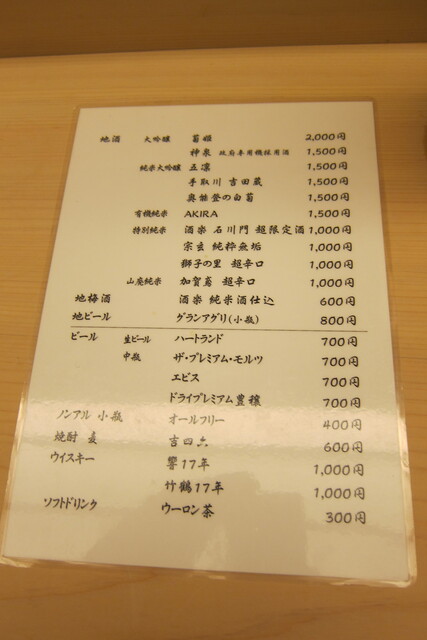 地酒 大吟醸 菊姫 2,000円
神泉 政府専用機採用酒 1,500円
純米大吟醸 五凛 1,500円
手取川 吉田蔵 1,500円
奥能登の白菊 1,500円
有機純米 AKIRA 1,500円
特別純米 酒楽 石川門 超限定酒 1,000円
宗玄 純粋無垢 1,000円
獅子の里 超辛口 1,000円
山廃純米 加賀鳶 超辛口 1,000円
地梅酒 酒楽 純米酒仕込 600円
地ビール グランアグリ(小瓶) 800円
ビール 生ビール ハートランド 700円
中瓶 ザ・プレミアム・モルツ 700円
エビス 700円
ドライプレミアム豊穣 700円
ノンアル 小瓶 オールフリー 400円
焼酎 麦 吉四六 600円
ウイスキー 響17年 1,000円
竹鶴17年 1,000円
ソフトドリンク ウーロン茶 300円